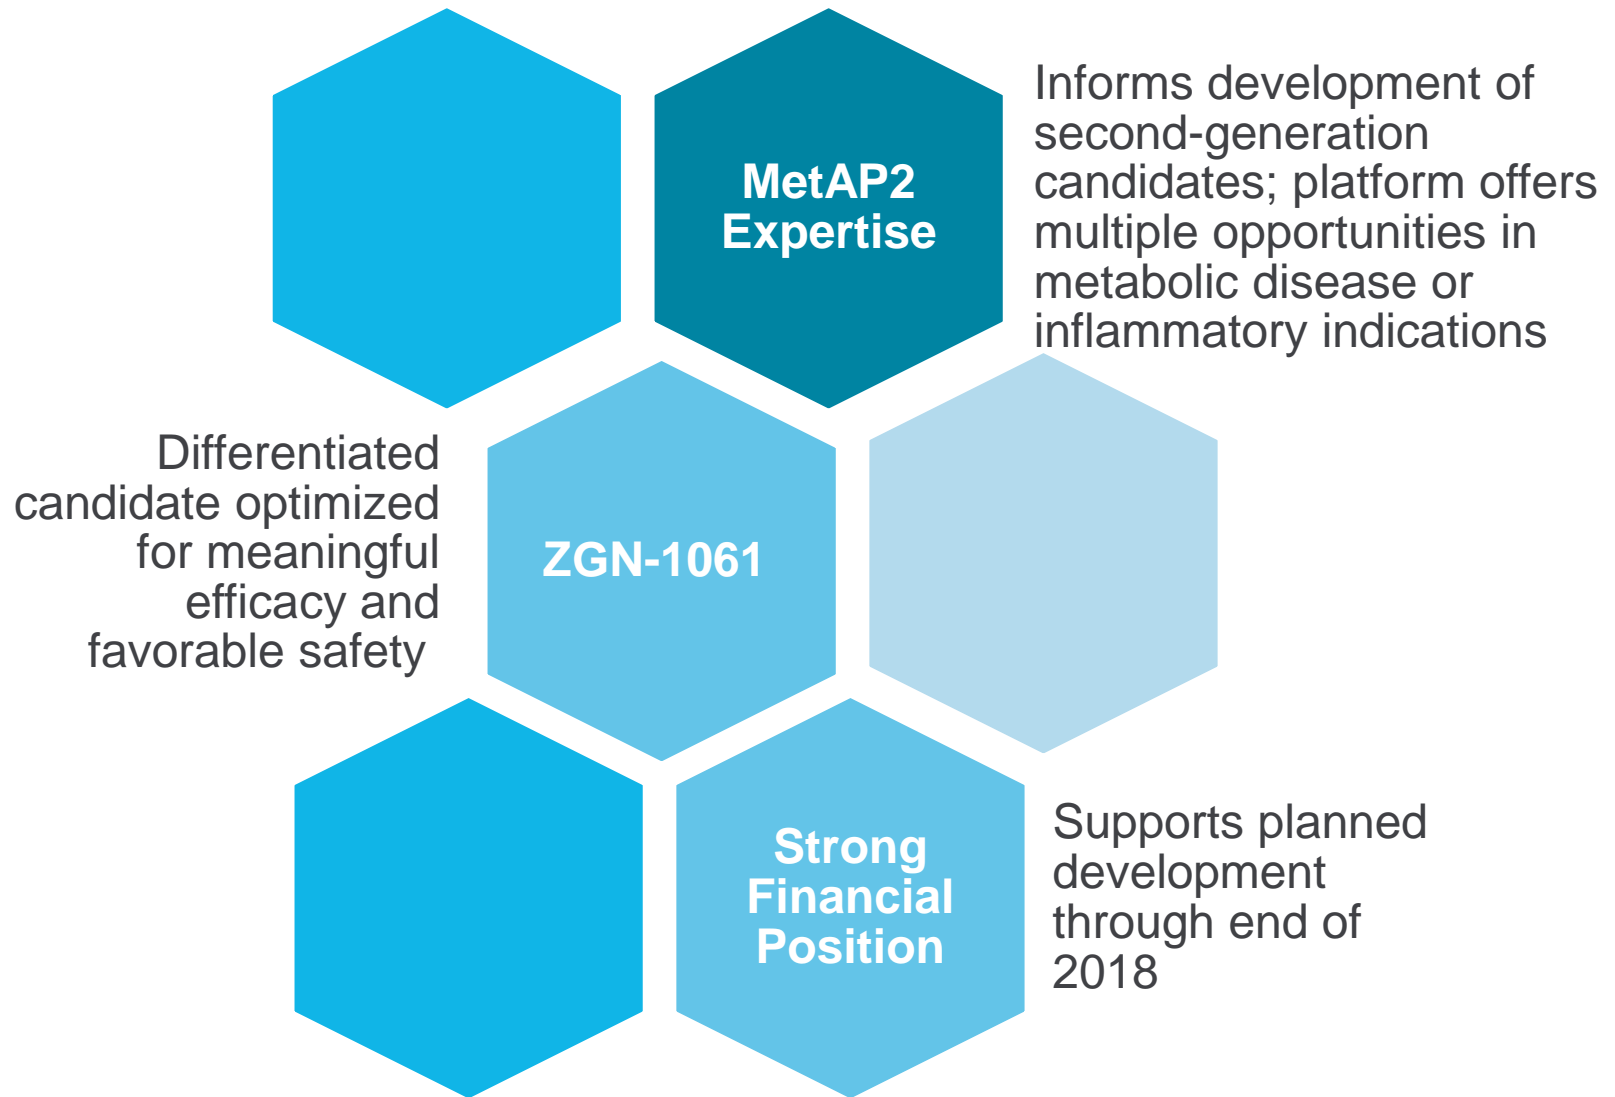 MetAP2
Expertise
Informs development of
second-generation
candidates; platform offers
multiple opportunities in
metabolic disease or
inflammatory indications
Differentiated
candidate optimized
for meaningful
efficacy and
favorable safety
ZGN-1061
Strong
Financial
Position
Supports planned
development
through end of
2018